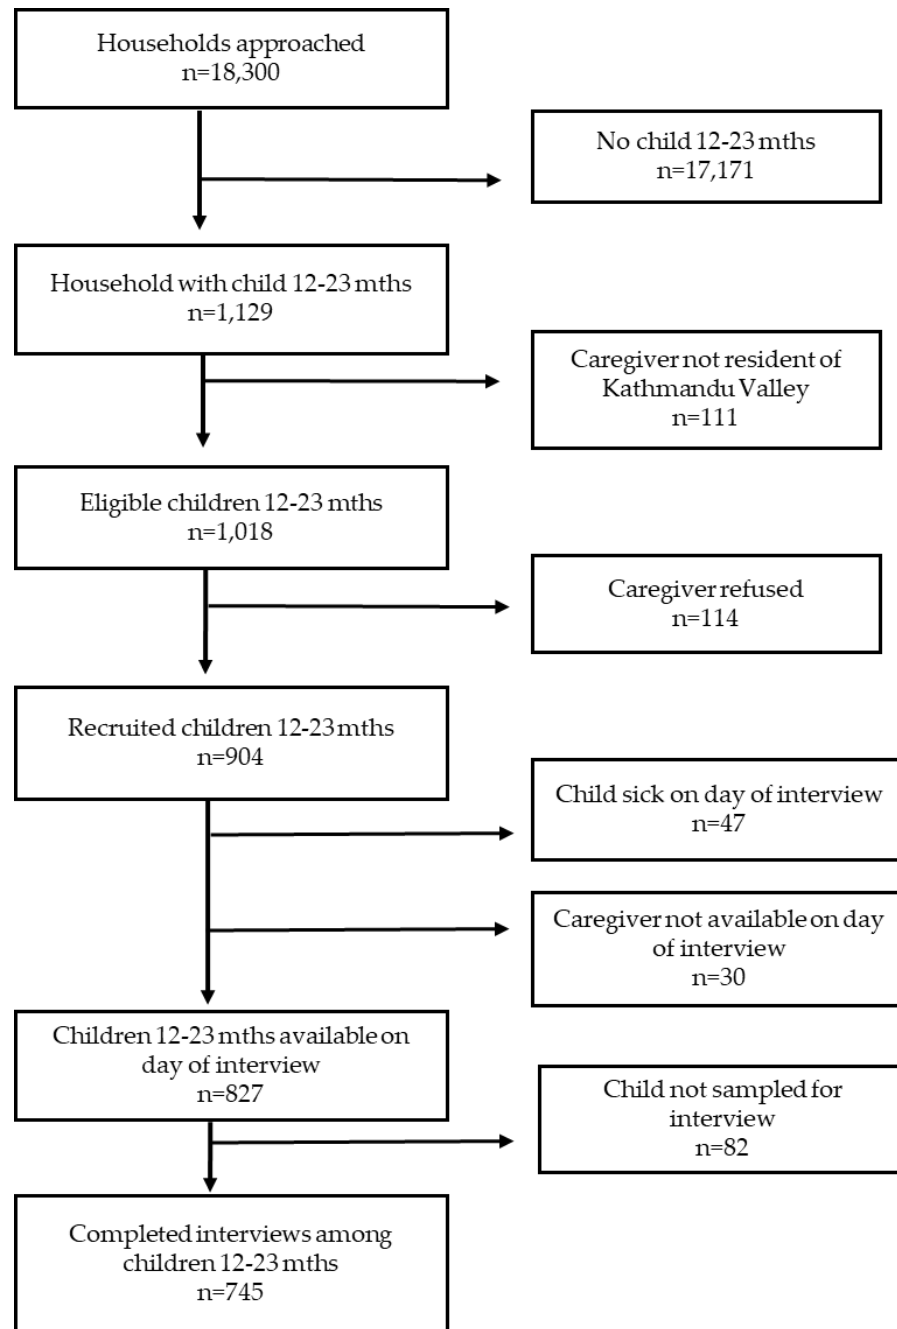 Households approached
n=18,300
No child 12-23 mths
n=17,171
Household with child 12-23 mths
n=1,129
Caregiver not resident of
Kathmandu Valley
n=111
Eligible children 12-23 mths
n=1,018
Caregiver refused
n=114
Recruited children 12-23 mths
n=904
Child sick on day of interview
n=47
Caregiver not available on day
of interview
n=30
Children 12-23 mths available on
day of interview
n=827
Child not sampled for
interview
n=82
Completed interviews among
children 12-23 mths
n=745